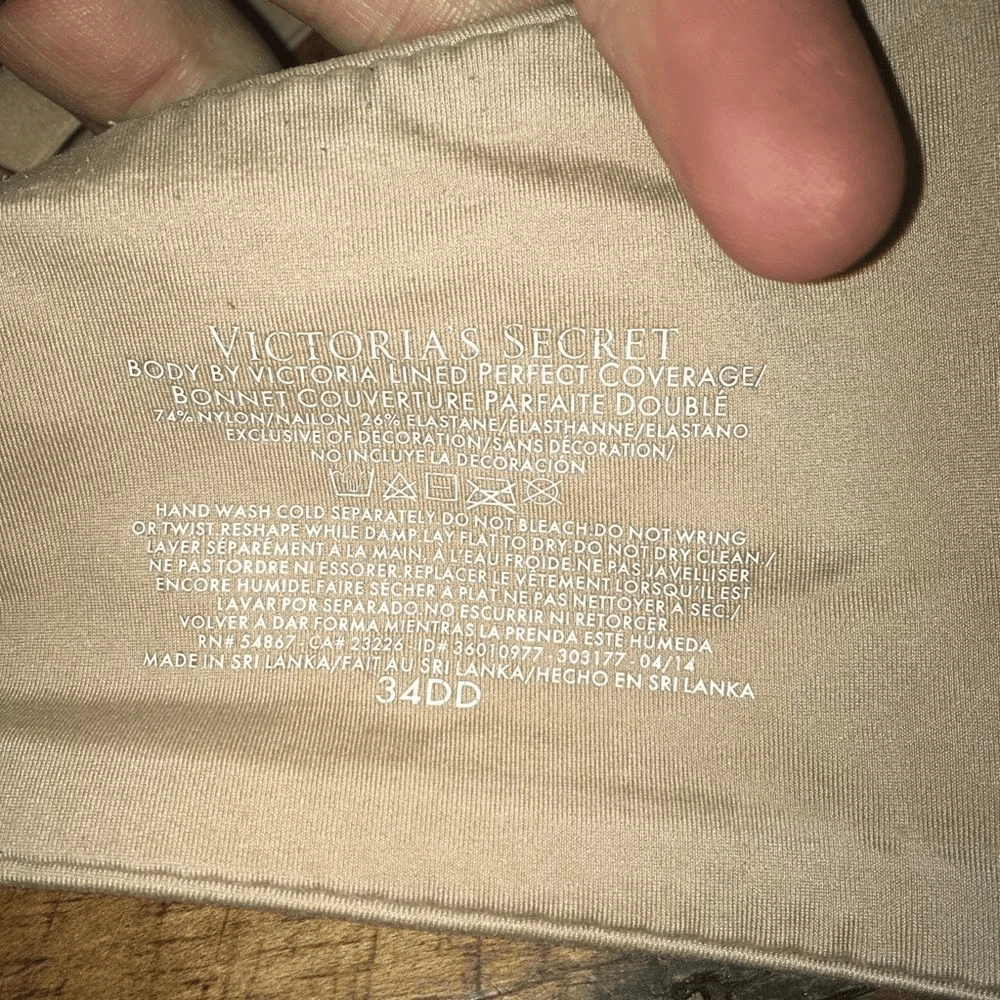 VICTORIA'S SECRET
BODY BY VICTORIA LINED PERFECT COVERAGE/
BONNET COUVERTURE PARFAITE DOUBLÉ
74% NYLON/NAILON 26% ELASTANE/ÉLASTHANNE/ELASTANO
EXCLUSIVE OF DECORATION/SANS DÉCORATION/
NO INCLUYE LA DECORACIÓN
HAND WASH COLD SEPARATELY.DO NOT BLEACH.DO NOT WRING
OR TWIST.RESHAPE WHILE DAMP.LAY FLAT TO DRY.DO NOT DRY CLEAN./
LAVER SÉPARÉMENT À LA MAIN, À L'EAU FROIDE.NE PAS JAVELLISER
NE PAS TORDRE NI ESSORER.REPLACER LE VÊTEMENT LORSQU'IL EST
ENCORE HUMIDE.FAIRE SÉCHER À PLAT.NE PAS NETTOYER À SEC./
LAVAR POR SEPARADO.NO ESCURRIR NI RETORCER
VOLVER A DAR FORMA MIENTRAS LA PRENDA ESTÉ HÚMEDA
RN# 54867 CA# 23226 ID# 36010977 303177 04/14
MADE IN SRI LANKA/FAIT AU SRI LANKA/HECHO EN SRI LANKA
34DD